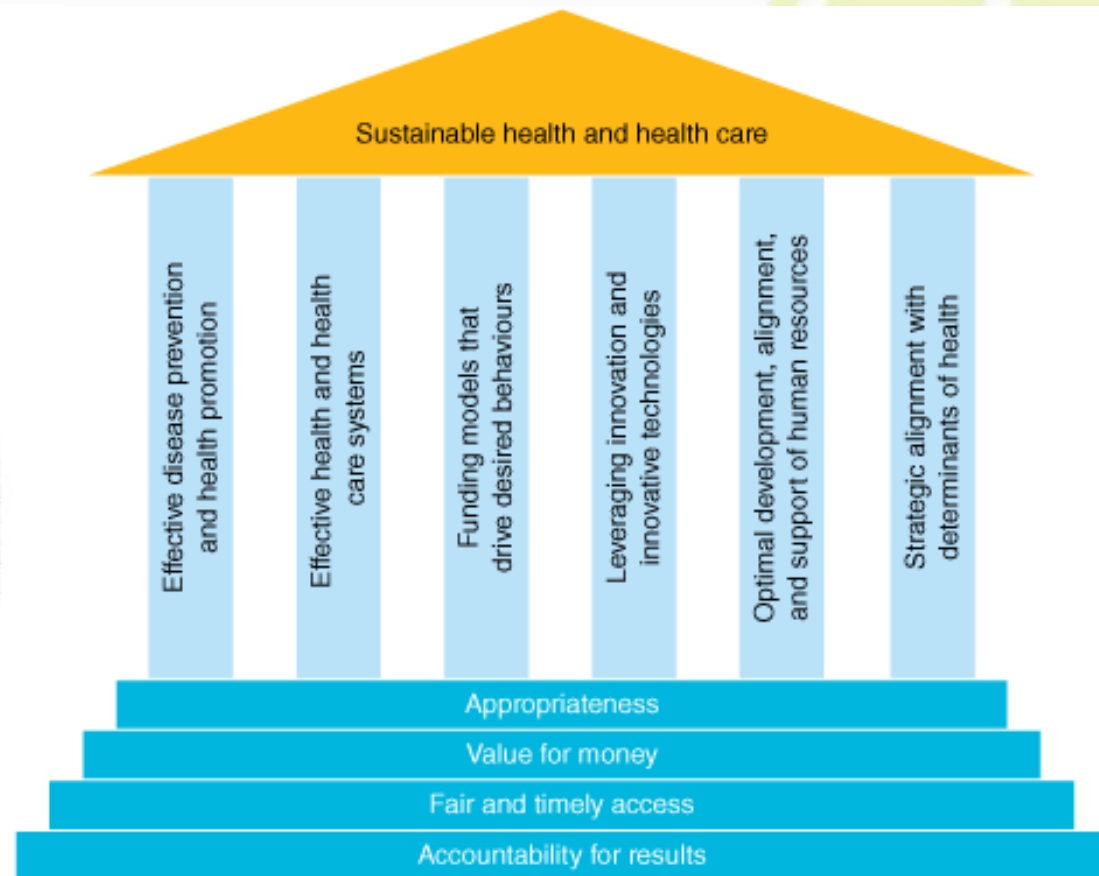 Sustainable health and health care
Effective disease prevention
and health promotion
Effective health and health
care systems
Funding models that
drive desired behaviours
Leveraging innovation and
innovative technologies
Optimal development, alignment,
and support of human resources
Strategic alignment with
determinants of health
Appropriateness
Value for money
Fair and timely access
Accountability for results